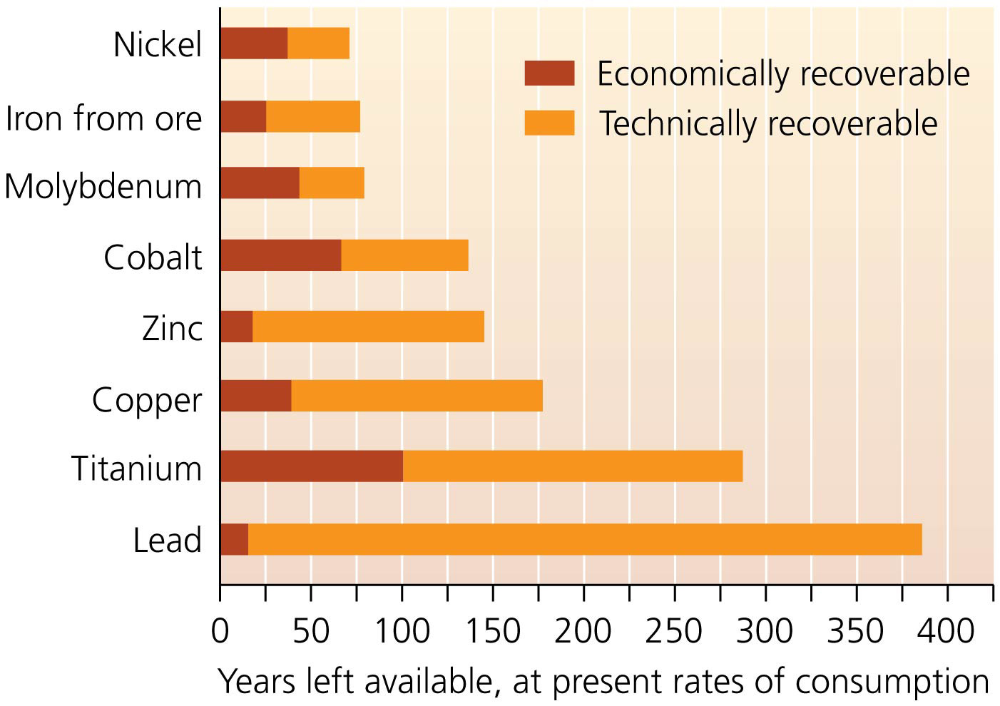 Nickel
Economically recoverable
Iron from ore
Technically recoverable
Molybdenum
Cobalt
Zinc
Copper
Titanium
Lead
0 50 100 150 200 250 300 350 400
Years left available, at present rates of consumption